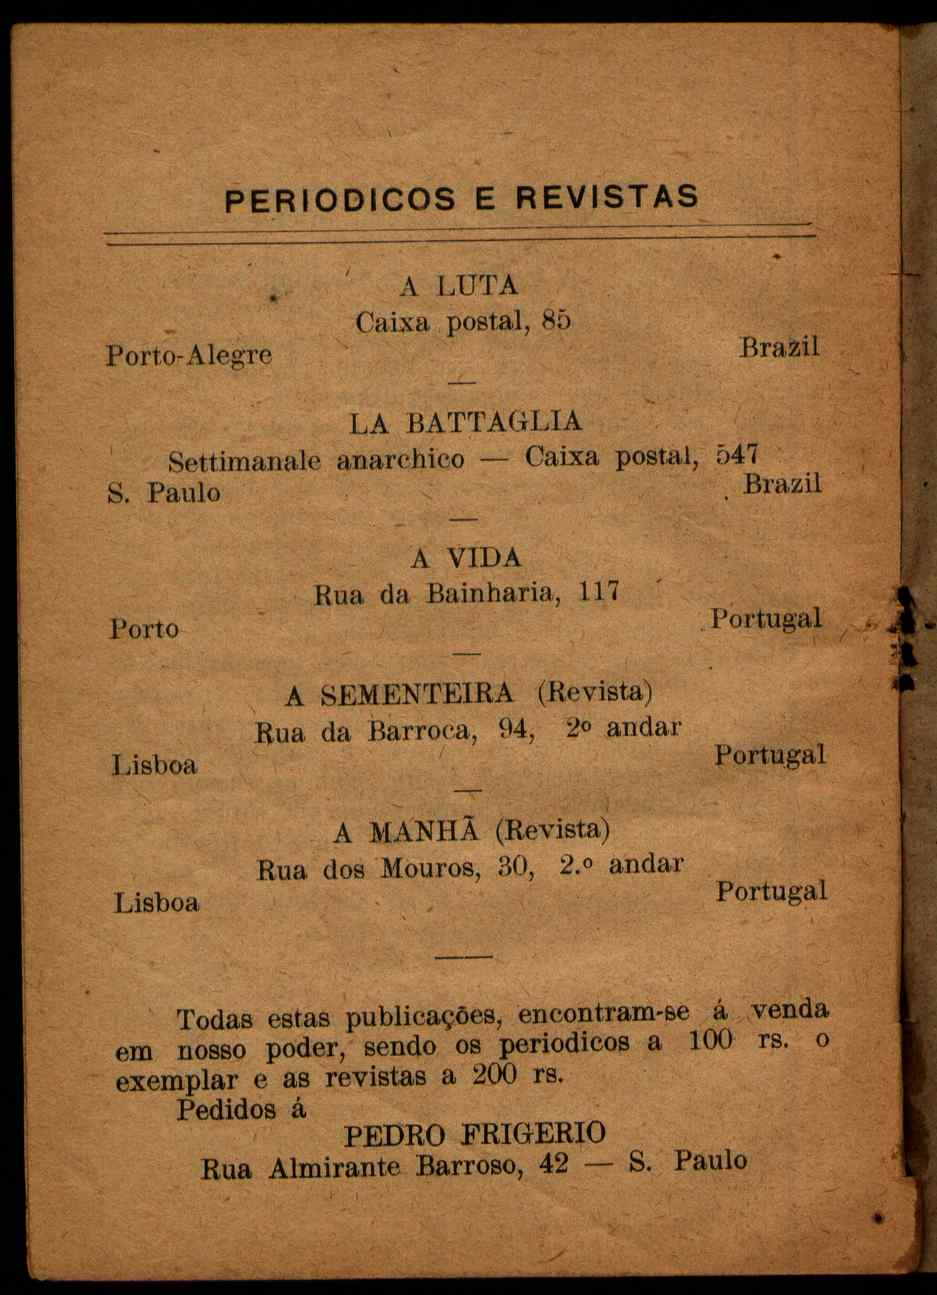 PERIODICOS E REVISTAS
A LUTA
Caixa postal, 85
Porto-Alegre Brazil
LA BATTAGLIA
Settimanale anarchico — Caixa postal, 547
S. Paulo Brazil
A VIDA
Rua da Bainharia, 117
Porto Portugal
A SEMENTEIRA (Revista)
Rua da Barroca, 94, 2º andar
Lisboa Portugal
A MANHÃ (Revista)
Rua dos Mouros, 30, 2.º andar
Lisboa Portugal
Todas estas publicações, encontram-se á venda
em nosso poder, sendo os periodicos a 100 rs. o
exemplar e as revistas a 200 rs.
Pedidos á
PEDRO FRIGERIO
Rua Almirante Barroso, 42 — S. Paulo